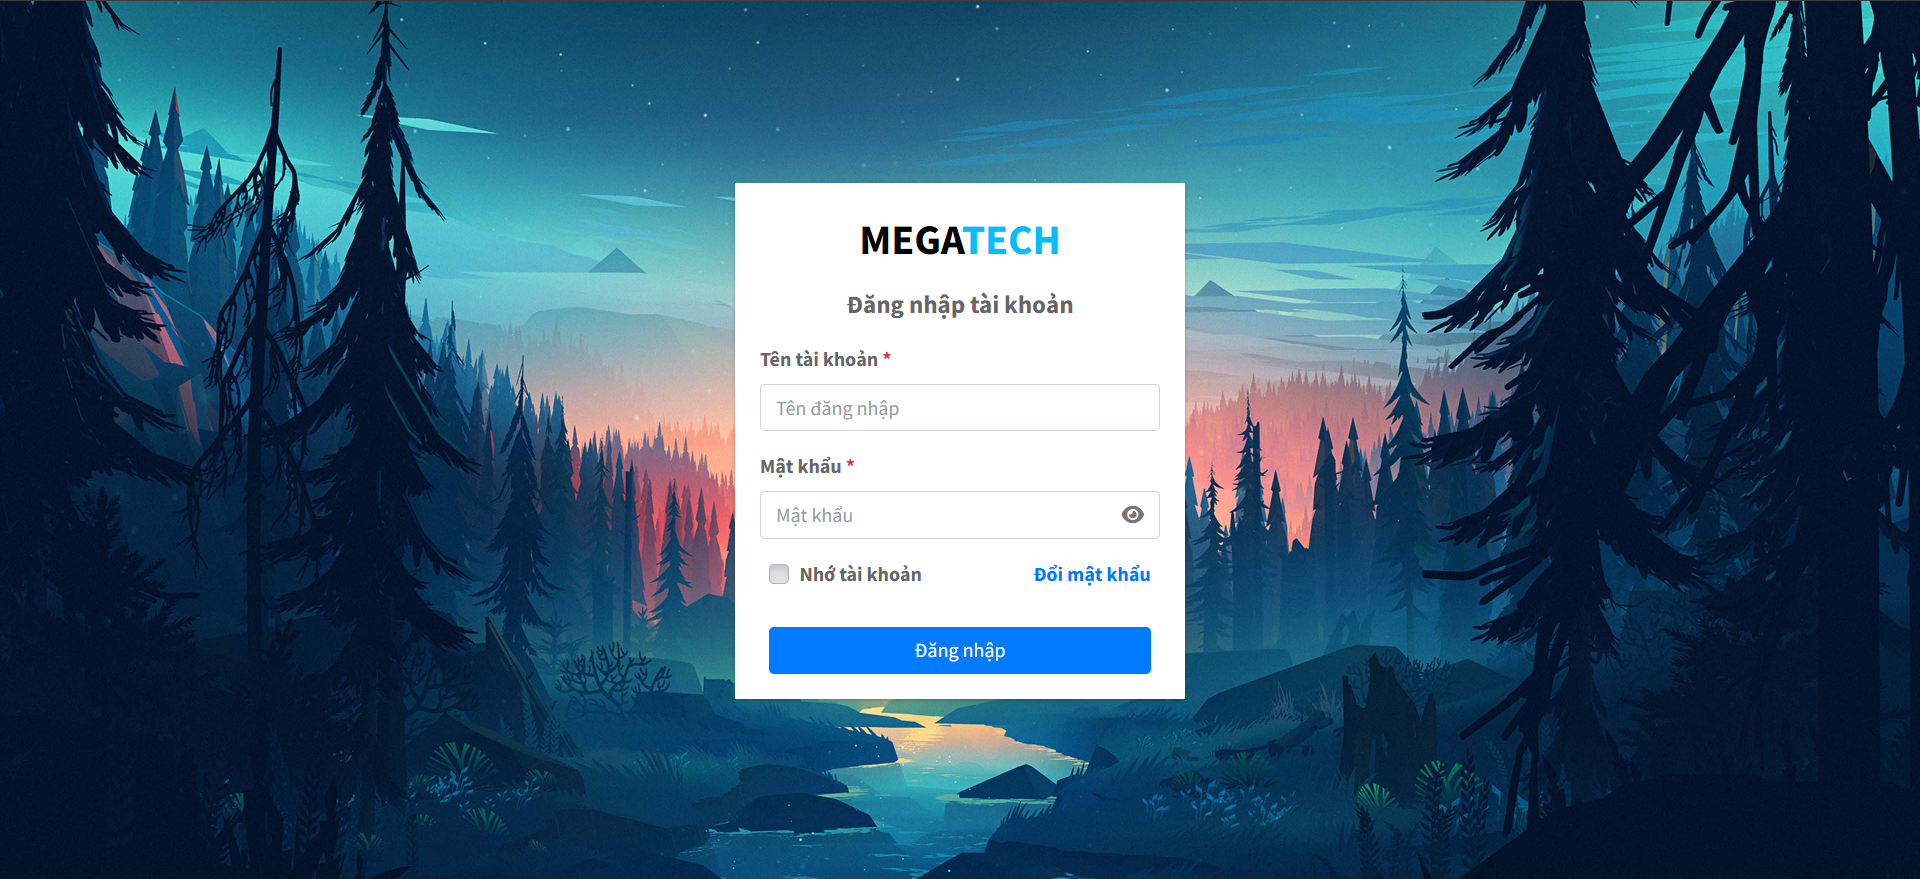 MEGATECH
Đăng nhập tài khoản
Tên tài khoản *
Tên đăng nhập
Mật khẩu *
Mật khẩu
Nhớ tài khoản Đổi mật khẩu
Đăng nhập